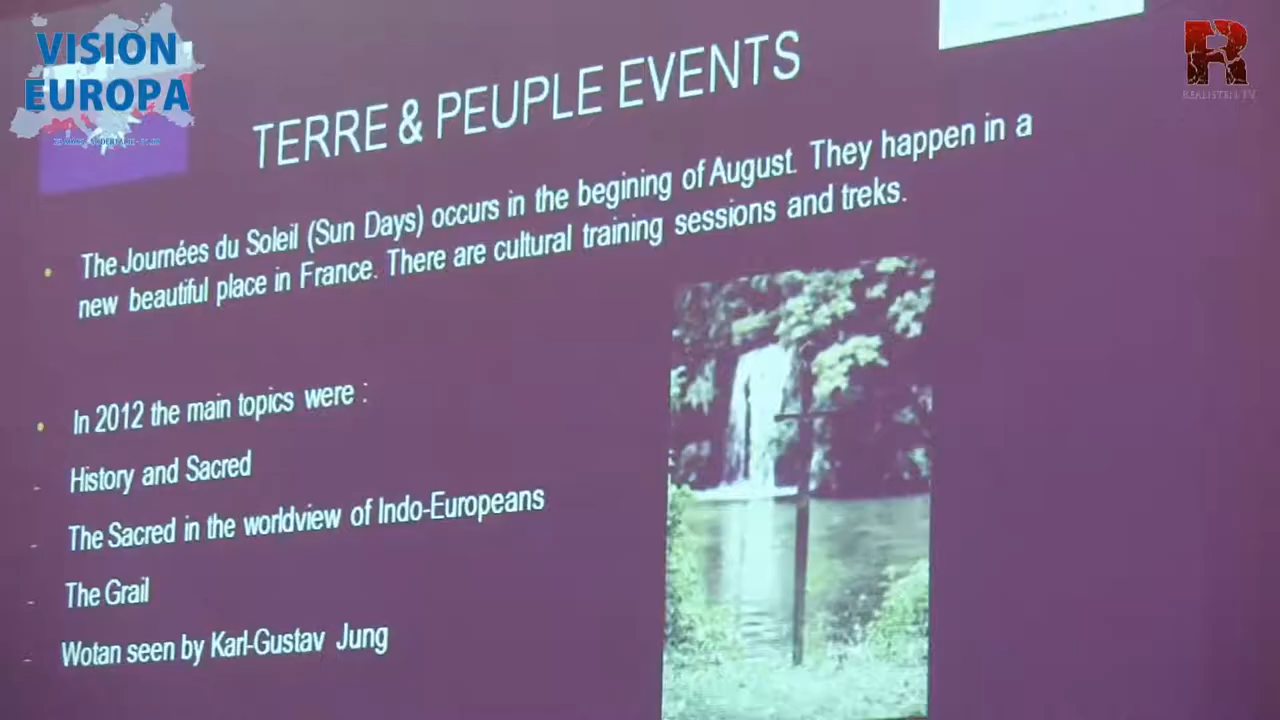 VISION
EUROPA
TERRE & PEUPLE EVENTS
The Journées du Soleil (Sun Days) occurs in the begining of August. They happen in a
new beautiful place in France. There are cultural training sessions and treks.
In 2012 the main topics were :
- History and Sacred
- The Sacred in the worldview of Indo-Europeans
- The Grail
- Wotan seen by Karl-Gustav Jung
R
REALISTEN TV